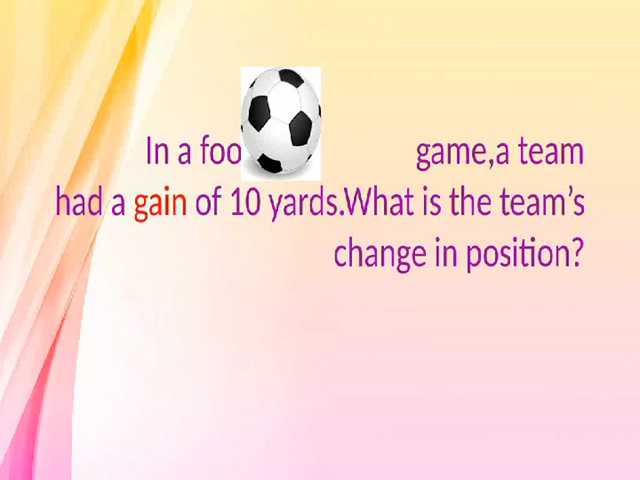 In a foo game,a team
had a gain of 10 yards.What is the team’s
change in position?